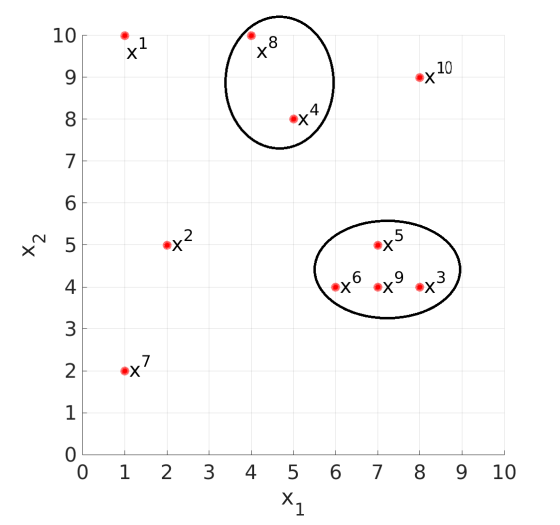 10
9
8
7
6
5
4
3
2
1
0
x₂
x¹
x⁸
x¹⁰
x⁴
x²
x⁵
x⁶ x⁹ x³
x⁷
0 1 2 3 4 5 6 7 8 9 10
x₁